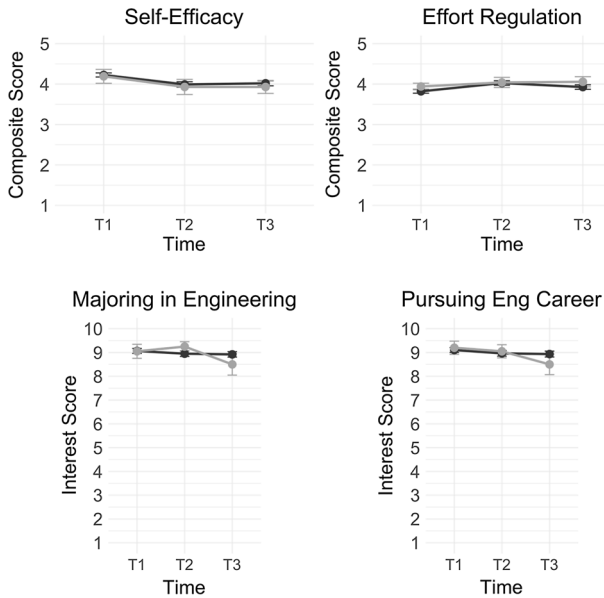 Self-Efficacy
Composite Score
5
4
3
2
1
T1 T2 T3
Time
Effort Regulation
Composite Score
5
4
3
2
1
T1 T2 T3
Time
Majoring in Engineering
Interest Score
10
9
8
7
6
5
4
3
2
1
T1 T2 T3
Time
Pursuing Eng Career
Interest Score
10
9
8
7
6
5
4
3
2
1
T1 T2 T3
Time